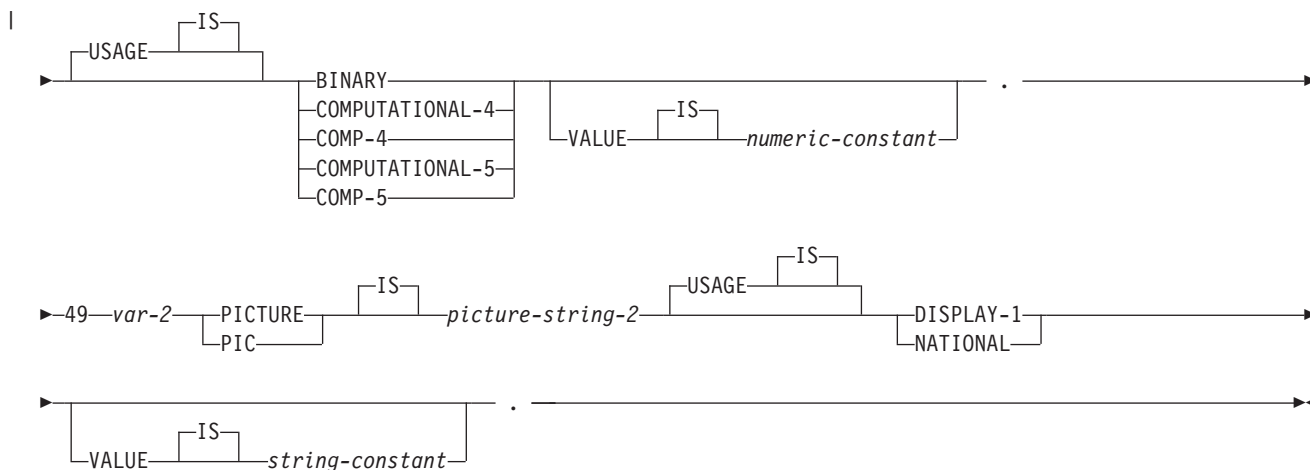 |
IS
USAGE
BINARY .
COMPUTATIONAL-4 IS
COMP-4 VALUE numeric-constant
COMPUTATIONAL-5
COMP-5
IS
IS USAGE
49 var-2 PICTURE picture-string-2 DISPLAY-1
PIC NATIONAL
.
IS
VALUE string-constant